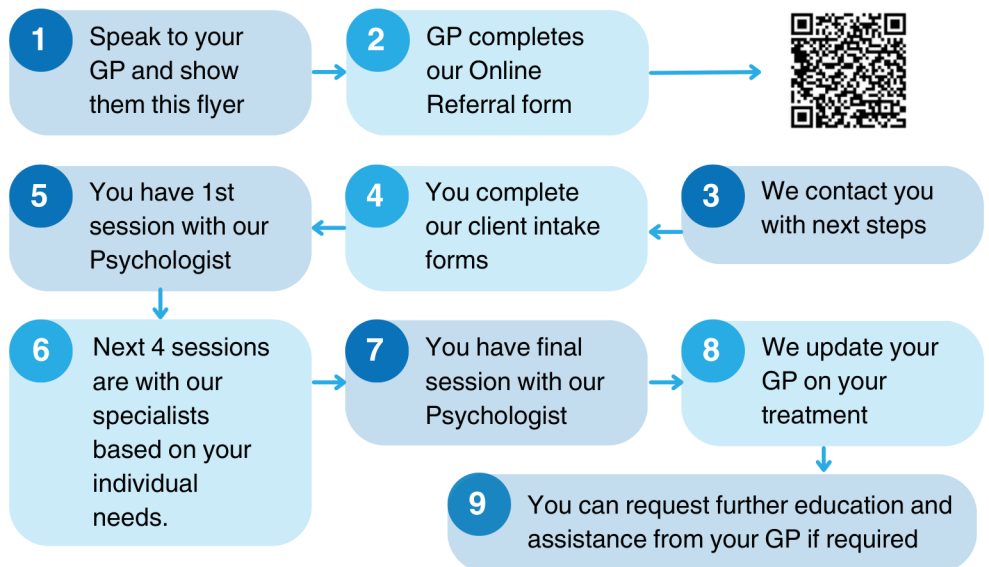 1
Speak to your
GP and show
them this flyer
2
GP completes
our Online
Referral form
3
We contact you
with next steps
4
You complete
our client intake
forms
5
You have 1st
session with our
Psychologist
6
Next 4 sessions
are with our
specialists
based on your
individual
needs.
7
You have final
session with our
Psychologist
8
We update your
GP on your
treatment
9
You can request further education and
assistance from your GP if required